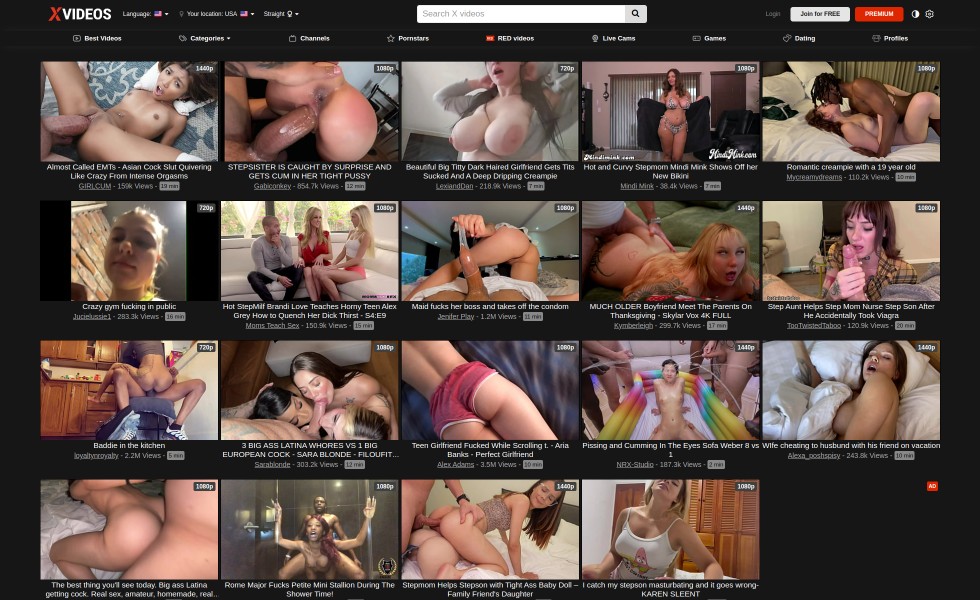 XVIDEOS
Language:
Your location: USA
Straight
Search X videos
Login
Join for FREE
PREMIUM
Best Videos
Categories
Channels
Pornstars
RED videos
Live Cams
Games
Dating
Profiles
1440p
Almost Called EMTs - Asian Cock Slut Quivering
Like Crazy From Intense Orgasms
GIRLCUM - 159k Views - 19 min
1080p
STEPSISTER IS CAUGHT BY SURPRISE AND
GETS CUM IN HER TIGHT PUSSY
Gabiconkey - 854.7k Views - 12 min
720p
Beautiful Big Titty Dark Haired Girlfriend Gets Tits
Sucked And A Deep Dripping Creampie
LexiandDan - 218.9k Views - 7 min
1080p
Mindimink.com
MindiMink.com
Hot and Curvy Stepmom Mindi Mink Shows off her
New Bikini
Mindi Mink - 38.4k Views - 7 min
1080p
Romantic creampie with a 19 year old
Mycreamydreams - 110.2k Views - 10 min
720p
Crazy gym fucking in public
Jucielussie1 - 283.3k Views - 16 min
1080p
Hot StepMilf Brandi Love Teaches Horny Teen Alex
Grey How to Quench Her Dick Thirst - S4:E9
Moms Teach Sex - 150.9k Views - 15 min
1080p
Maid fucks her boss and takes off the condom
Jenifer Play - 1.2M Views - 11 min
1440p
MUCH OLDER Boyfriend Meet The Parents On
Thanksgiving - Skylar Vox 4K FULL
Kymberleigh - 299.7k Views - 17 min
1080p
Step Aunt Helps Step Mom Nurse Step Son After
He Accidentally Took Viagra
TooTwistedTaboo - 120.9k Views - 20 min
720p
Baddie in the kitchen
loyaltyroyalty - 2.2M Views - 5 min
1080p
3 BIG ASS LATINA WHORES VS 1 BIG
EUROPEAN COCK - SARA BLONDE - FILOUFIT…
Sarablonde - 303.2k Views - 12 min
1080p
Teen Girlfriend Fucked While Scrolling t. - Aria
Banks - Perfect Girlfriend
Alex Adams - 3.5M Views - 10 min
1440p
Pissing and Cumming In The Eyes Sofa Weber 8 vs
1
NRX-Studio - 187.3k Views - 2 min
1440p
Wife cheating to husbund with his friend on vacation
Alexa_poshspisy - 243.8k Views - 10 min
1080p
The best thing you'll see today. Big ass Latina
getting cock. Real sex, amateur, homemade, real…
1080p
Rome Major Fucks Petite Mini Stallion During The
Shower Time!
1440p
Stepmom Helps Stepson with Tight Ass Baby Doll –
Family Friend's Daughter
1080p
I catch my stepson masturbating and it goes wrong-
KAREN SLEENT
AD